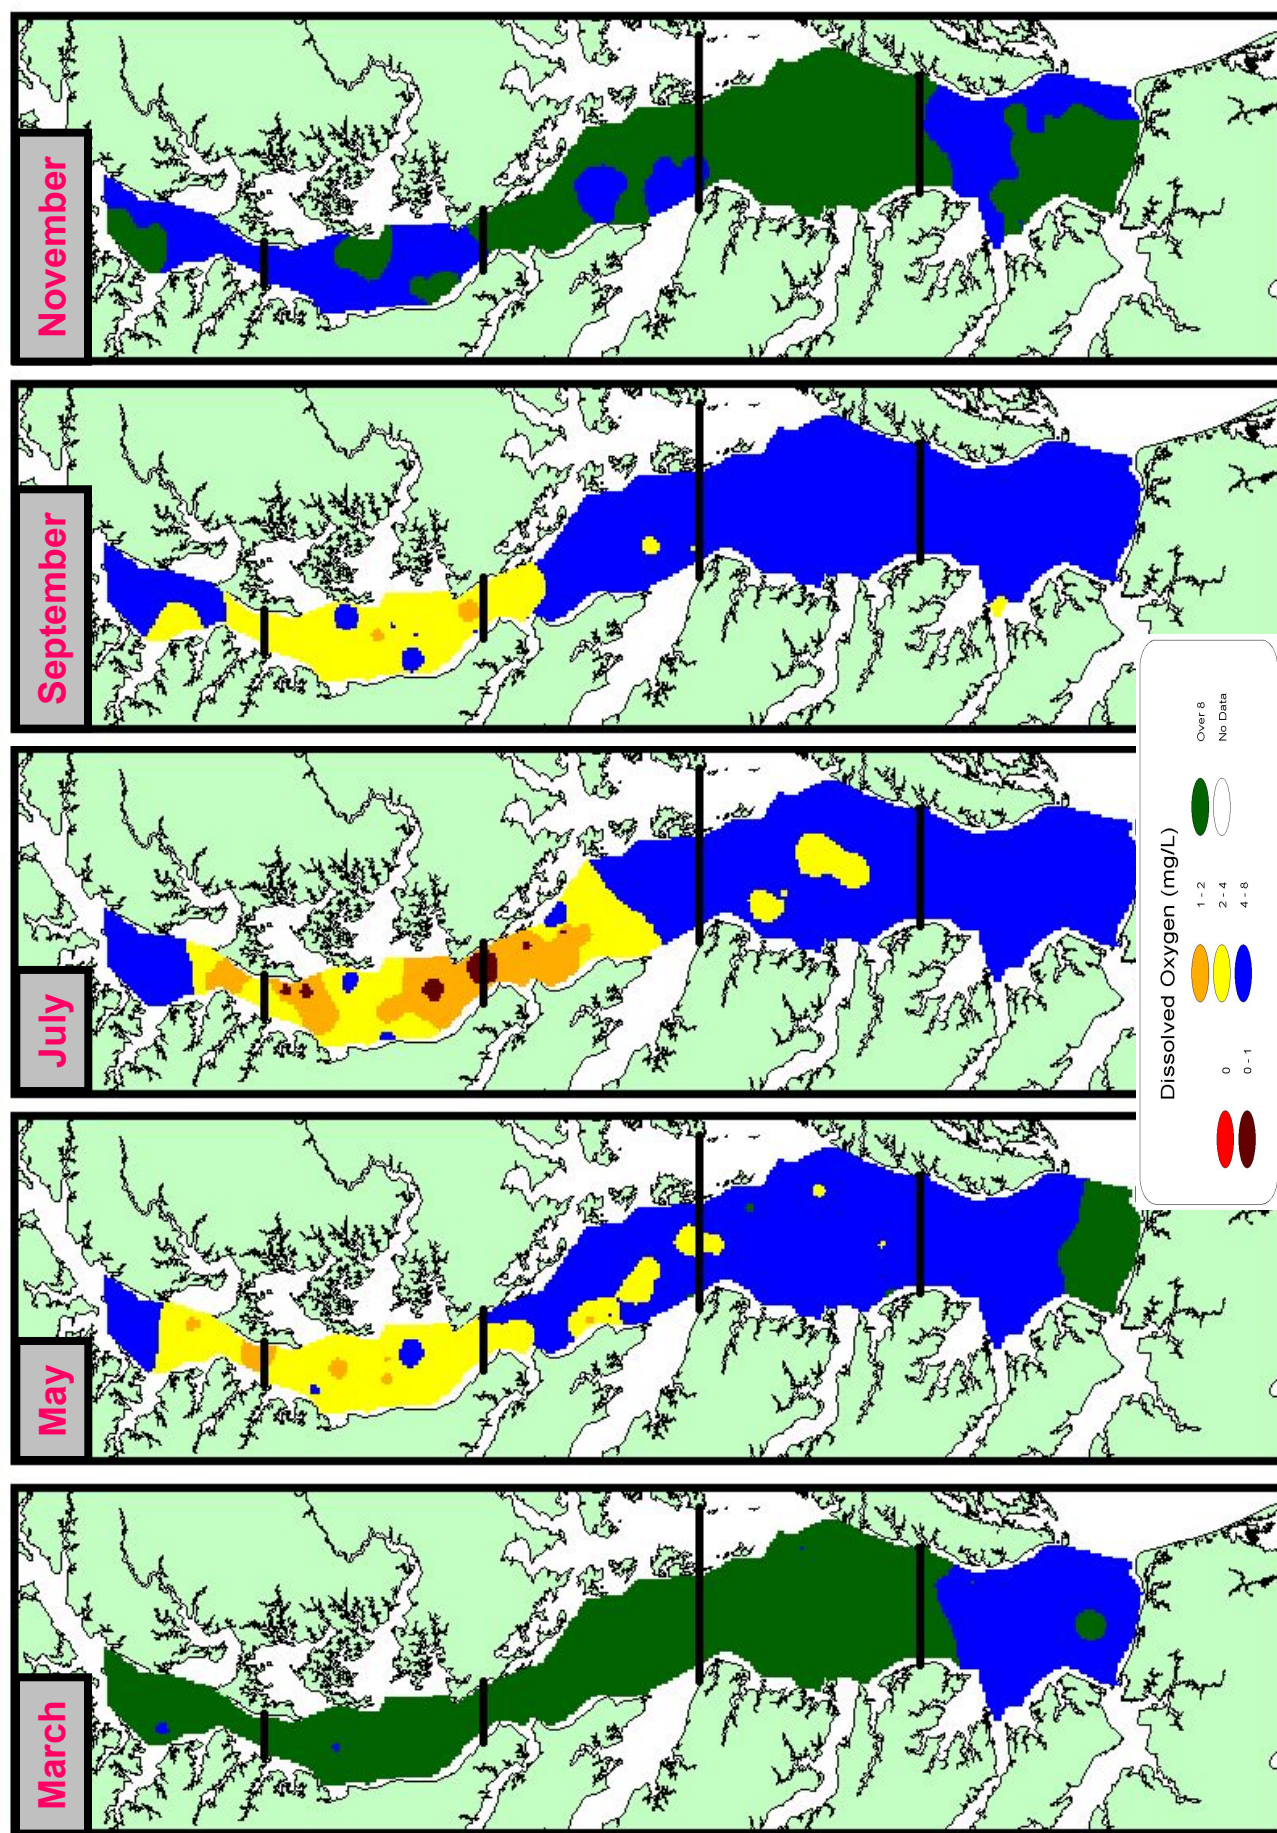 March
May
July
September
November
Dissolved Oxygen (mg/L)
0
0 - 1
1 - 2
2 - 4
4 - 8
Over 8
No Data